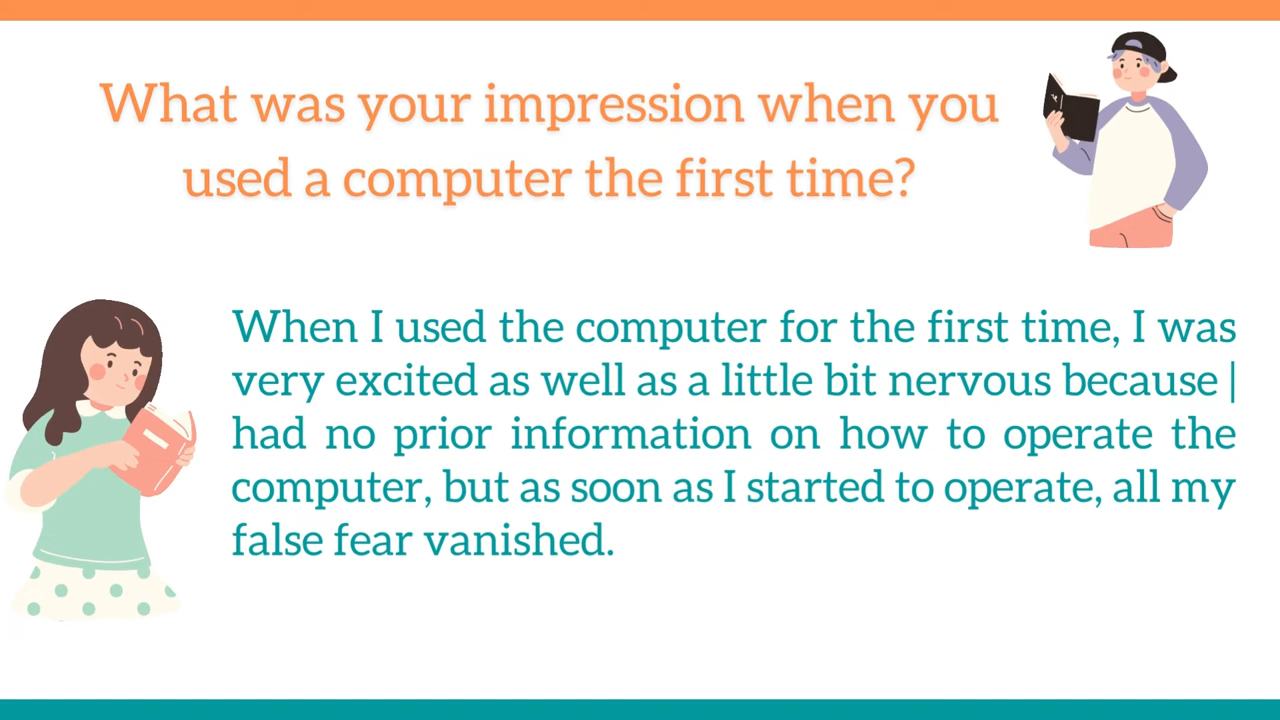 What was your impression when you
used a computer the first time?
When I used the computer for the first time, I was
very excited as well as a little bit nervous because |
had no prior information on how to operate the
computer, but as soon as I started to operate, all my
false fear vanished.